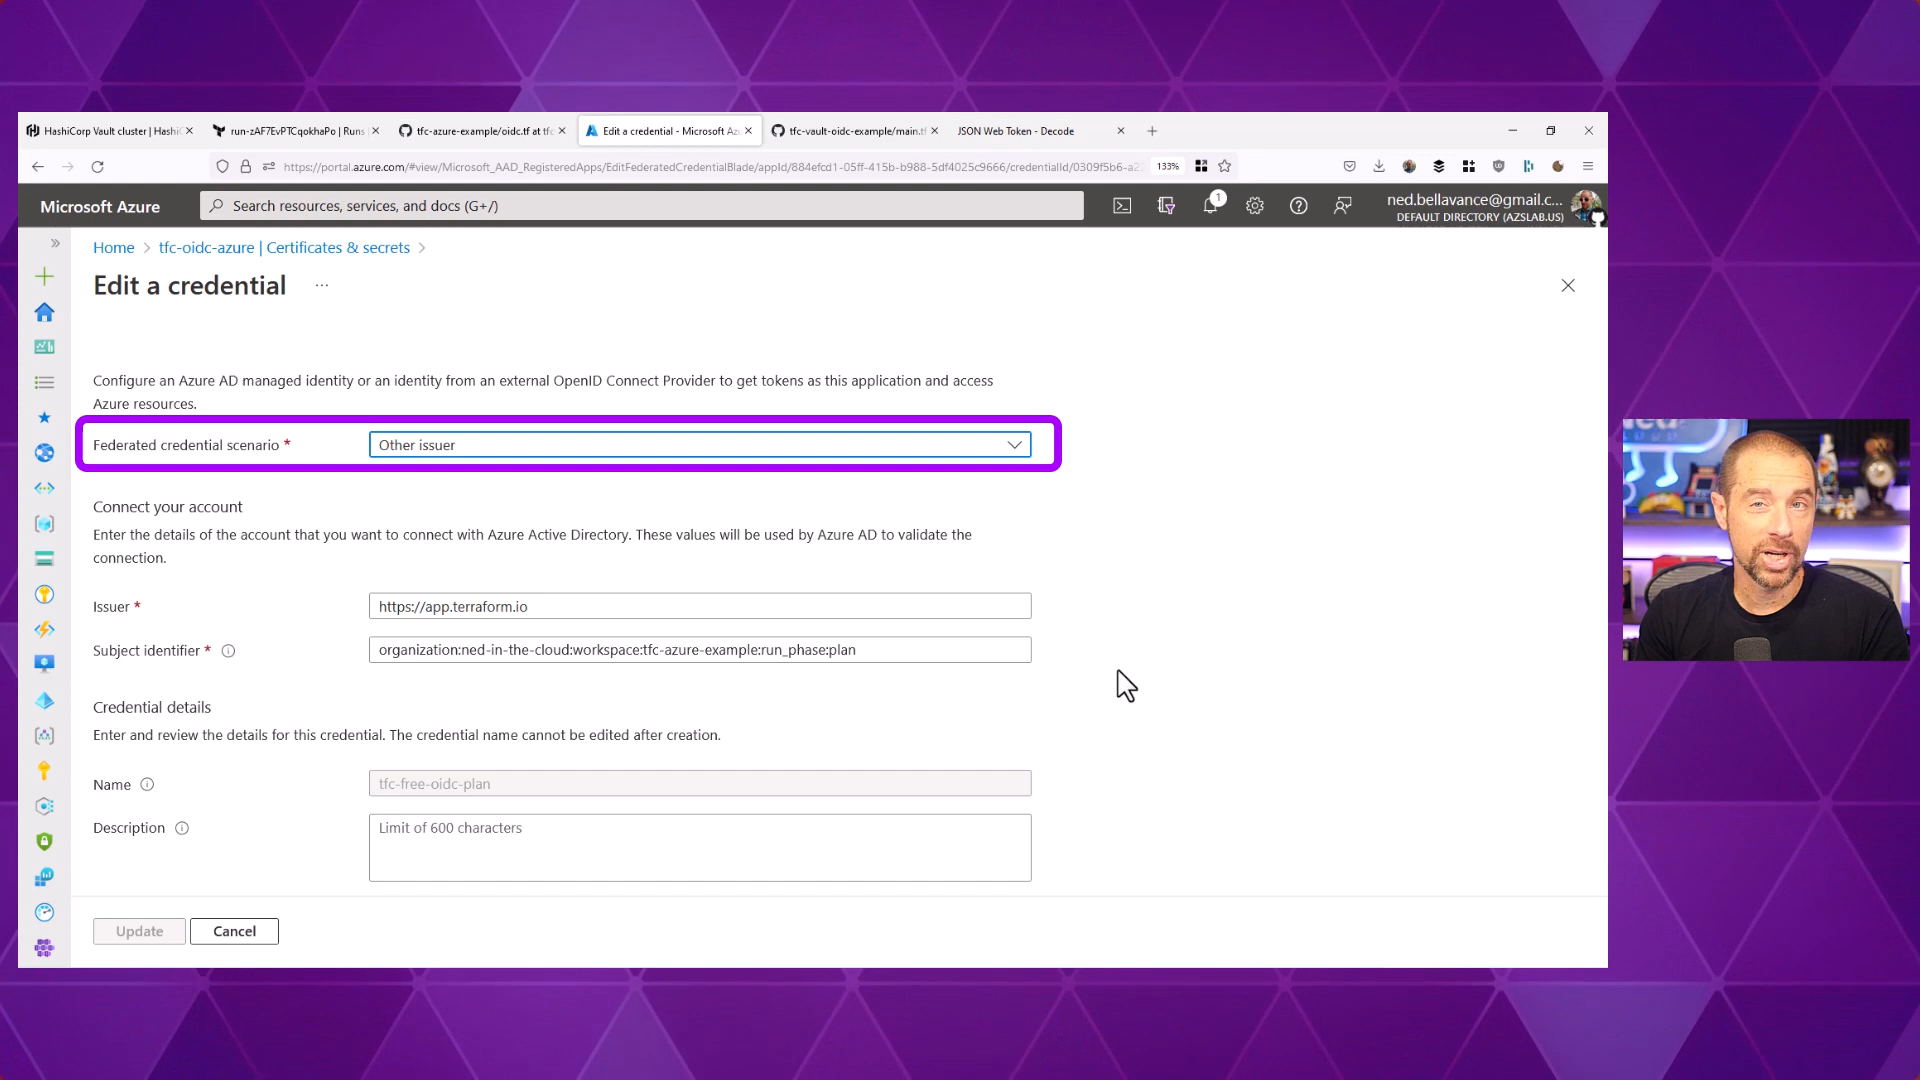 HashiCorp Vault cluster | HashiC
run-zAF7EvPTCqokhaPo | Runs
tfc-azure-example/oidc.tf at tfc
Edit a credential - Microsoft Az
tfc-vault-oidc-example/main.tf
JSON Web Token - Decode
https://portal.azure.com/#view/Microsoft_AAD_RegisteredApps/EditFederatedCredentialBlade/appId/884efcd1-05ff-415b-b988-5df4025c9666/credentialId/0309f5b6-a22
133%
Microsoft Azure
Search resources, services, and docs (G+/)
1
ned.bellavance@gmail.c...
DEFAULT DIRECTORY (AZSLAB.US)
Home > tfc-oidc-azure | Certificates & secrets >
Edit a credential ...
Configure an Azure AD managed identity or an identity from an external OpenID Connect Provider to get tokens as this application and access
Azure resources.
Federated credential scenario * Other issuer
Connect your account
Enter the details of the account that you want to connect with Azure Active Directory. These values will be used by Azure AD to validate the
connection.
Issuer * https://app.terraform.io
Subject identifier * organization:ned-in-the-cloud:workspace:tfc-azure-example:run_phase:plan
Credential details
Enter and review the details for this credential. The credential name cannot be edited after creation.
Name tfc-free-oidc-plan
Description Limit of 600 characters
Update Cancel